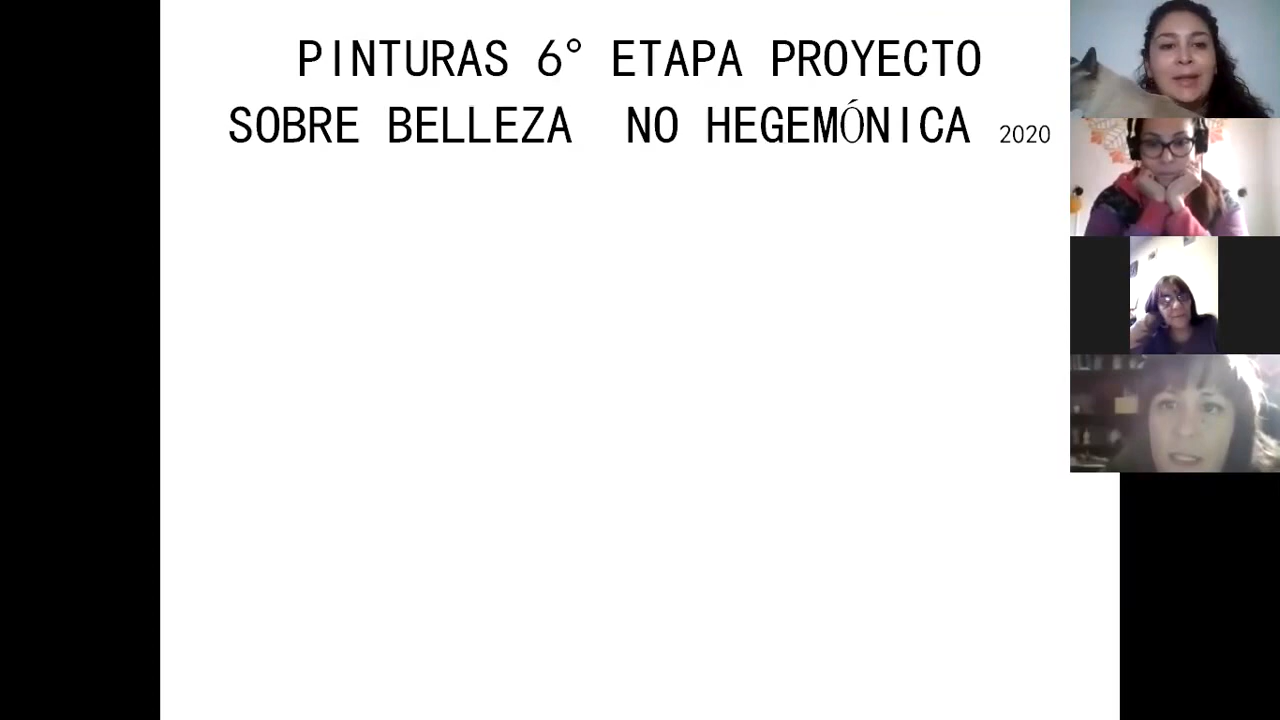 PINTURAS 6° ETAPA PROYECTO
SOBRE BELLEZA NO HEGEMÓNICA 2020